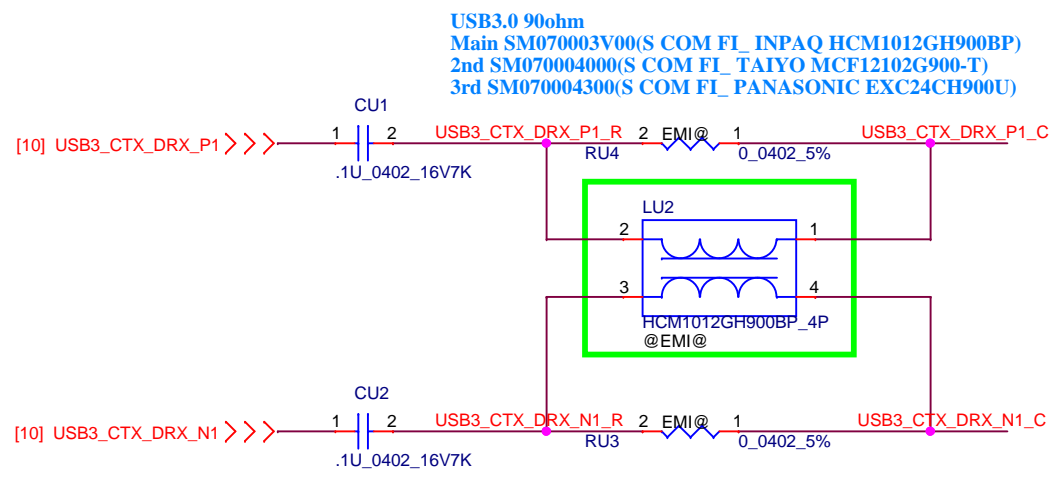 USB3.0 90ohm
Main SM070003V00(S COM FI_ INPAQ HCM1012GH900BP)
2nd SM070004000(S COM FI_ TAIYO MCF12102G900-T)
3rd SM070004300(S COM FI_ PANASONIC EXC24CH900U)
CU1
[10] USB3_CTX_DRX_P1 1 2 USB3_CTX_DRX_P1_R 2 EMI@ 1 USB3_CTX_DRX_P1_C
RU4 0_0402_5%
.1U_0402_16V7K
LU2
2 1
3 4
HCM1012GH900BP_4P
@EMI@
CU2
[10] USB3_CTX_DRX_N1 1 2 USB3_CTX_DRX_N1_R 2 EMI@ 1 USB3_CTX_DRX_N1_C
RU3 0_0402_5%
.1U_0402_16V7K